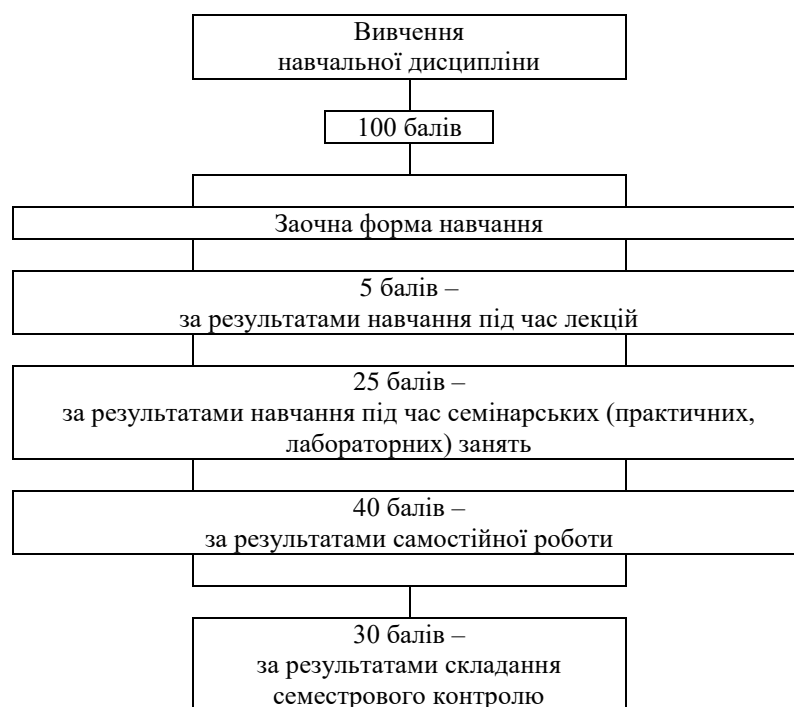 Вивчення
навчальної дисципліни
100 балів
Заочна форма навчання
5 балів –
за результатами навчання під час лекцій
25 балів –
за результатами навчання під час семінарських (практичних,
лабораторних) занять
40 балів –
за результатами самостійної роботи
30 балів –
за результатами складання
семестрового контролю